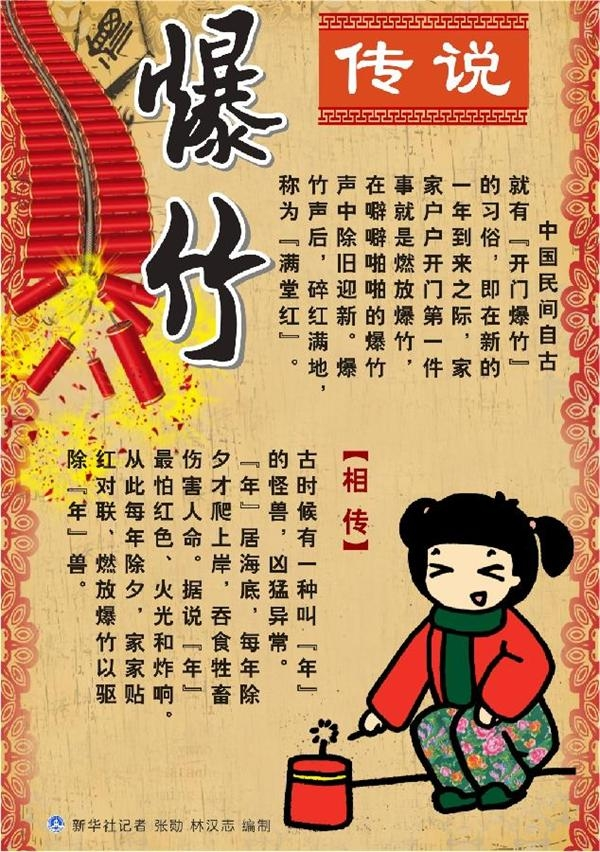 传说
爆竹
中国民间自古
就有『开门爆竹』
的习俗，即在新的
一年到来之际，家
家户户开门第一件
事就是燃放爆竹，
在噼噼啪啪的爆竹
声中除旧迎新。爆
竹声后，碎红满地，
称为『满堂红』。
【相传】
古时候有一种叫『年』
的怪兽，凶猛异常。
『年』居海底，每年除
夕才爬上岸，吞食牲畜
伤害人命。据说『年』
最怕红色、火光和炸响。
从此每年除夕，家家贴
红对联、燃放爆竹以驱
除『年』兽。
新华社记者 张勋 林汉志 编制